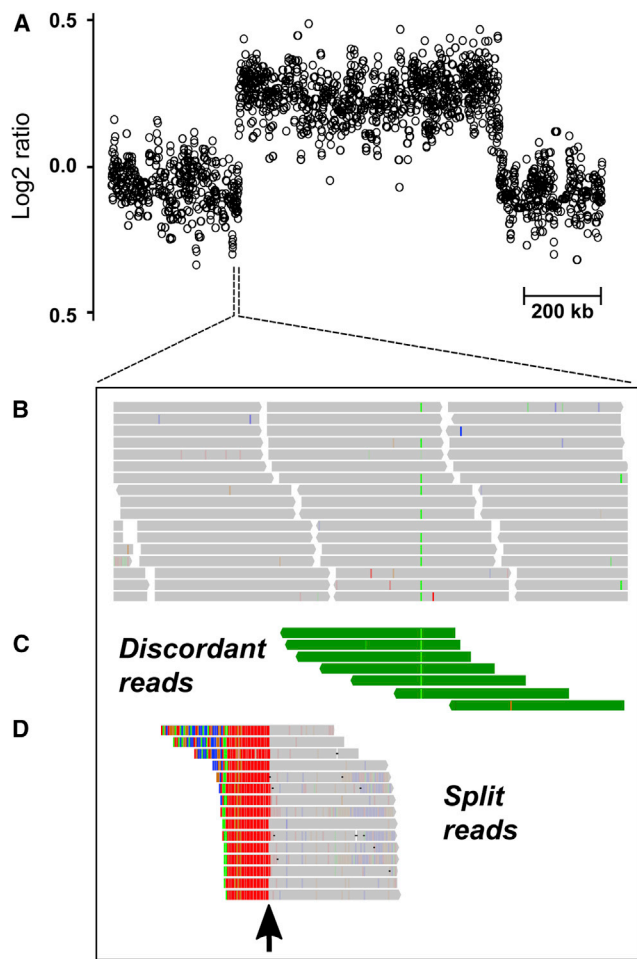 A
0.5
Log2 ratio
0.0
0.5
200 kb
B
C
Discordant
reads
D
Split
reads